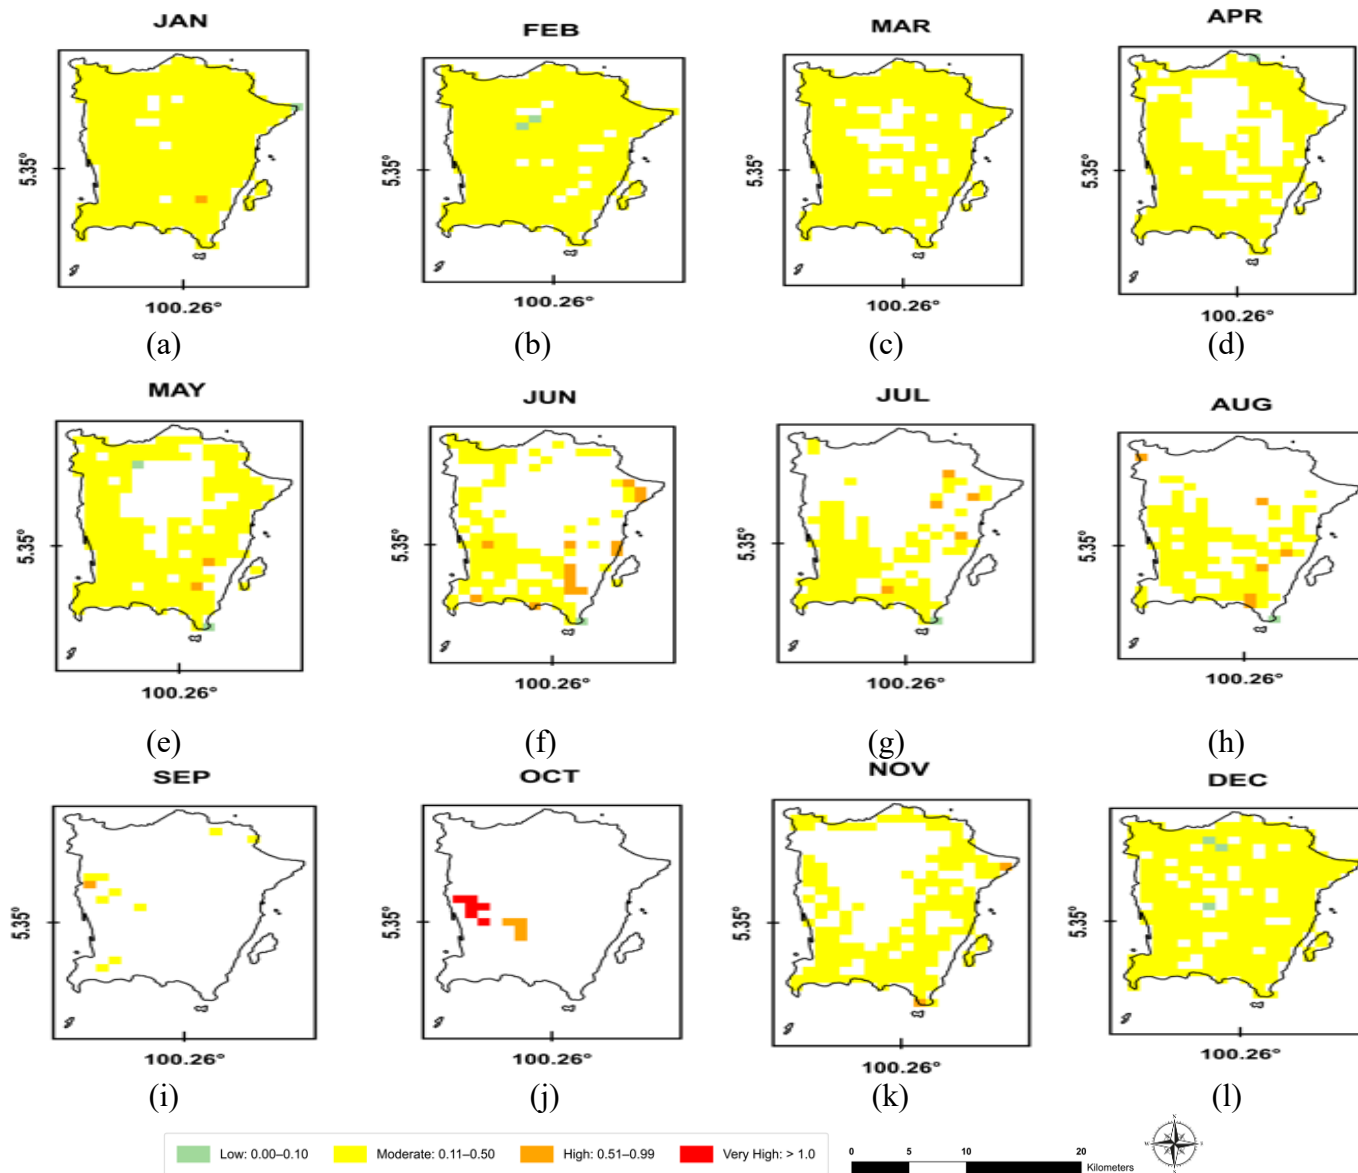 JAN FEB MAR APR
5.35° 5.35° 5.35° 5.35°
100.26° 100.26° 100.26° 100.26°
(a) (b) (c) (d)
MAY JUN JUL AUG
5.35° 5.35° 5.35° 5.35°
100.26° 100.26° 100.26° 100.26°
(e) (f) (g) (h)
SEP OCT NOV DEC
5.35° 5.35° 5.35° 5.35°
100.26° 100.26° 100.26° 100.26°
(i) (j) (k) (l)
Low: 0.00–0.10 Moderate: 0.11–0.50 High: 0.51–0.99 Very High: > 1.0
0 5 10 20
Kilometers